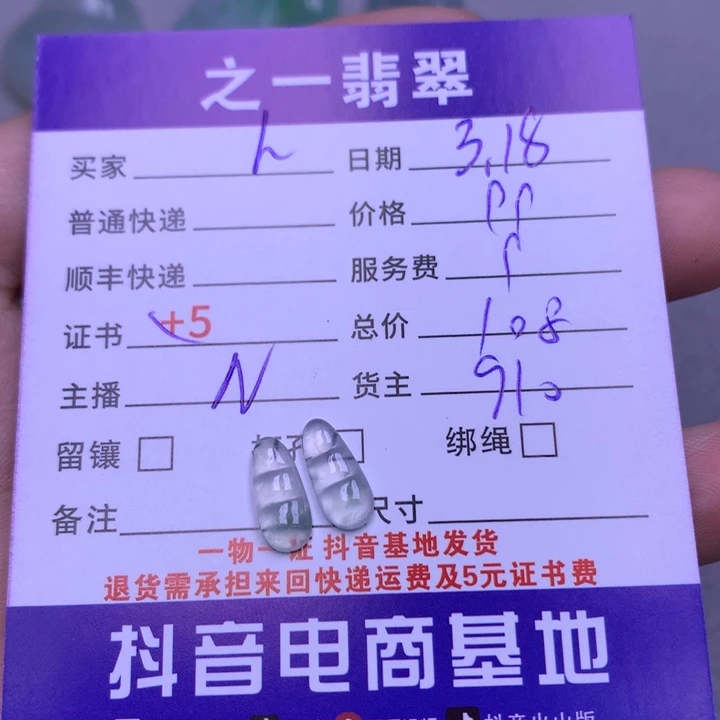 之一翡翠
买家 h 日期 3.18
普通快递 价格
顺丰快递 服务费
证书 +5 总价 108
主播 N 货主 910
留镶 绑绳
备注 尺寸
一物一证 抖音基地发货
退货需承担来回快递运费及5元证书费
抖音电商基地